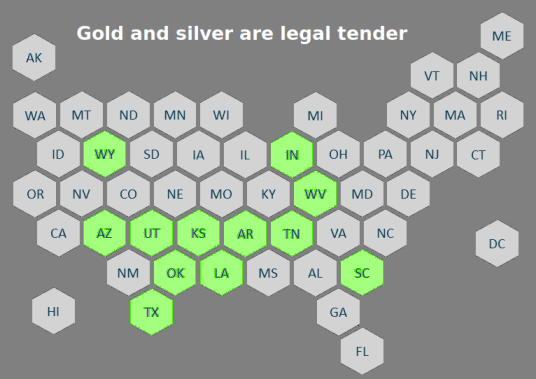 Gold and silver are legal tender
ME
AK
VT NH
WA MT ND MN WI MI NY MA RI
ID WY SD IA IL IN OH PA NJ CT
OR NV CO NE MO KY WV MD DE
CA AZ UT KS AR TN VA NC
DC
NM OK LA MS AL SC
HI TX GA
FL